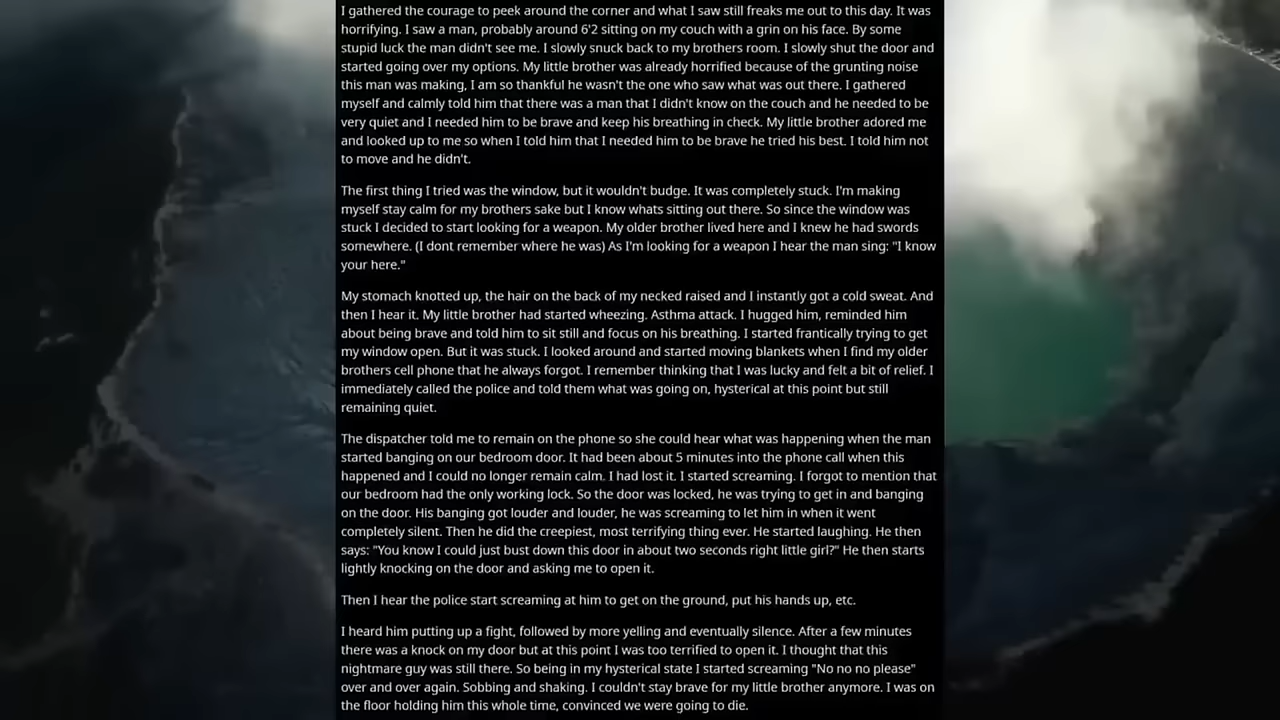 I gathered the courage to peek around the corner and what I saw still freaks me out to this day. It was
horrifying. I saw a man, probably around 6'2 sitting on my couch with a grin on his face. By some
stupid luck the man didn't see me. I slowly snuck back to my brothers room. I slowly shut the door and
started going over my options. My little brother was already horrified because of the grunting noise
this man was making, I am so thankful he wasn't the one who saw what was out there. I gathered
myself and calmly told him that there was a man that I didn't know on the couch and he needed to be
very quiet and I needed him to be brave and keep his breathing in check. My little brother adored me
and looked up to me so when I told him that I needed him to be brave he tried his best. I told him not
to move and he didn't.
The first thing I tried was the window, but it wouldn't budge. It was completely stuck. I'm making
myself stay calm for my brothers sake but I know whats sitting out there. So since the window was
stuck I decided to start looking for a weapon. My older brother lived here and I knew he had swords
somewhere. (I dont remember where he was) As I'm looking for a weapon I hear the man sing: "I know
your here."
My stomach knotted up, the hair on the back of my necked raised and I instantly got a cold sweat. And
then I hear it. My little brother had started wheezing. Asthma attack. I hugged him, reminded him
about being brave and told him to sit still and focus on his breathing. I started frantically trying to get
my window open. But it was stuck. I looked around and started moving blankets when I find my older
brothers cell phone that he always forgot. I remember thinking that I was lucky and felt a bit of relief. I
immediately called the police and told them what was going on, hysterical at this point but still
remaining quiet.
The dispatcher told me to remain on the phone so she could hear what was happening when the man
started banging on our bedroom door. It had been about 5 minutes into the phone call when this
happened and I could no longer remain calm. I had lost it. I started screaming. I forgot to mention that
our bedroom had the only working lock. So the door was locked, he was trying to get in and banging
on the door. His banging got louder and louder, he was screaming to let him in when it went
completely silent. Then he did the creepiest, most terrifying thing ever. He started laughing. He then
says: "You know I could just bust down this door in about two seconds right little girl?" He then starts
lightly knocking on the door and asking me to open it.
Then I hear the police start screaming at him to get on the ground, put his hands up, etc.
I heard him putting up a fight, followed by more yelling and eventually silence. After a few minutes
there was a knock on my door but at this point I was too terrified to open it. I thought that this
nightmare guy was still there. So being in my hysterical state I started screaming "No no no please"
over and over again. Sobbing and shaking. I couldn't stay brave for my little brother anymore. I was on
the floor holding him this whole time, convinced we were going to die.